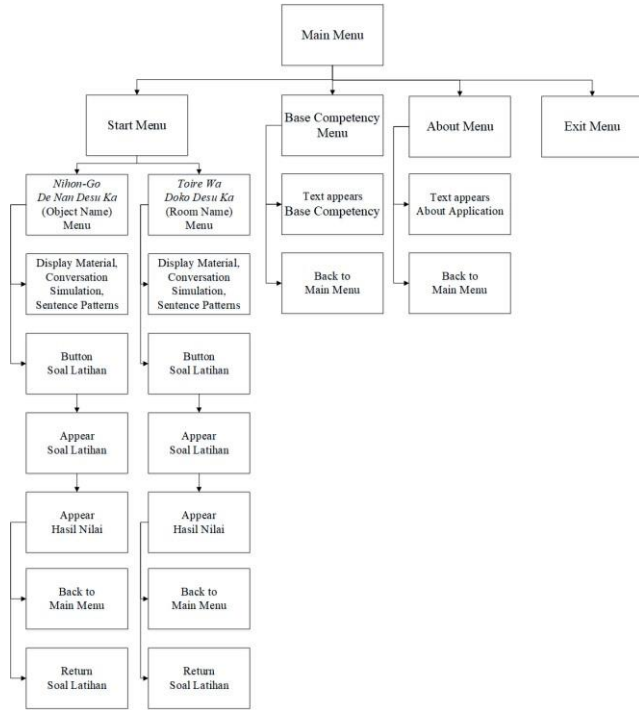 Main Menu
Start Menu
Base Competency
Menu
About Menu
Exit Menu
Nihon-Go
De Nan Desu Ka
(Object Name)
Menu
Toire Wa
Doko Desu Ka
(Room Name)
Menu
Text appears
Base Competency
Text appears
About Application
Display Material,
Conversation
Simulation,
Sentence Patterns
Display Material,
Conversation
Simulation,
Sentence Patterns
Back to
Main Menu
Back to
Main Menu
Button
Soal Latihan
Button
Soal Latihan
Appear
Soal Latihan
Appear
Soal Latihan
Appear
Hasil Nilai
Appear
Hasil Nilai
Back to
Main Menu
Back to
Main Menu
Return
Soal Latihan
Return
Soal Latihan